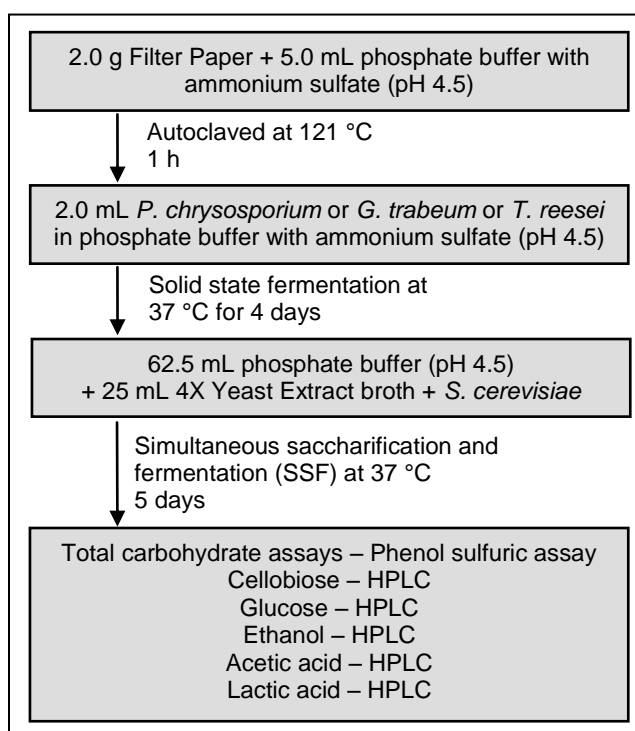 2.0 g Filter Paper + 5.0 mL phosphate buffer with
ammonium sulfate (pH 4.5)
Autoclaved at 121 °C
1 h
2.0 mL P. chrysosporium or G. trabeum or T. reesei
in phosphate buffer with ammonium sulfate (pH 4.5)
Solid state fermentation at
37 °C for 4 days
62.5 mL phosphate buffer (pH 4.5)
+ 25 mL 4X Yeast Extract broth + S. cerevisiae
Simultaneous saccharification and
fermentation (SSF) at 37 °C
5 days
Total carbohydrate assays – Phenol sulfuric assay
Cellobiose – HPLC
Glucose – HPLC
Ethanol – HPLC
Acetic acid – HPLC
Lactic acid – HPLC